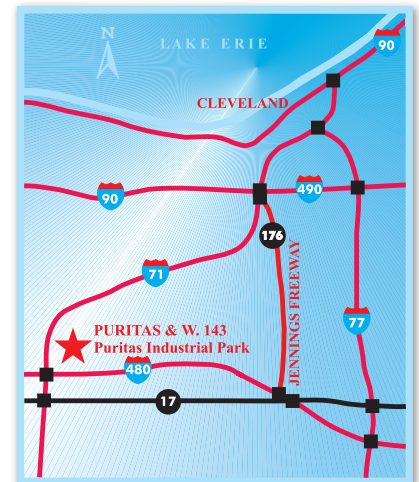 N
LAKE ERIE
90
CLEVELAND
90
490
176
71
JENNINGS FREEWAY
77
PURITAS & W. 143
Puritas Industrial Park
480
17